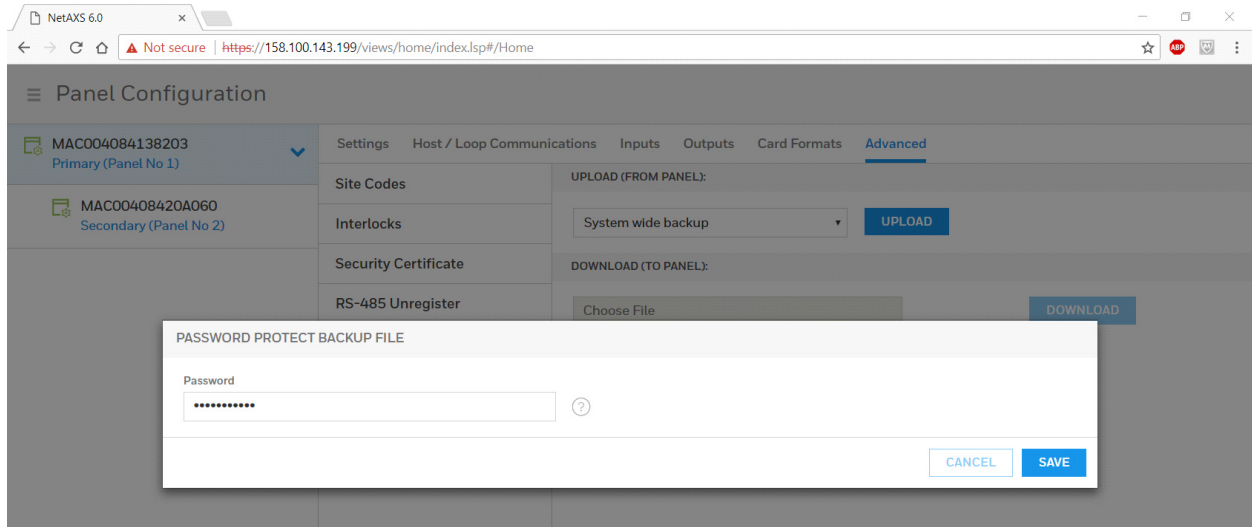 NetAXS 6.0
Not secure | https://158.100.143.199/views/home/index.lsp#/Home
ABP
Panel Configuration
MAC004084138203
Primary (Panel No 1)
MAC00408420A060
Secondary (Panel No 2)
Settings Host / Loop Communications Inputs Outputs Card Formats Advanced
Site Codes
Interlocks
Security Certificate
RS-485 Unregister
UPLOAD (FROM PANEL):
System wide backup UPLOAD
DOWNLOAD (TO PANEL):
Choose File DOWNLOAD
PASSWORD PROTECT BACKUP FILE
Password
•••••••••••
?
CANCEL SAVE